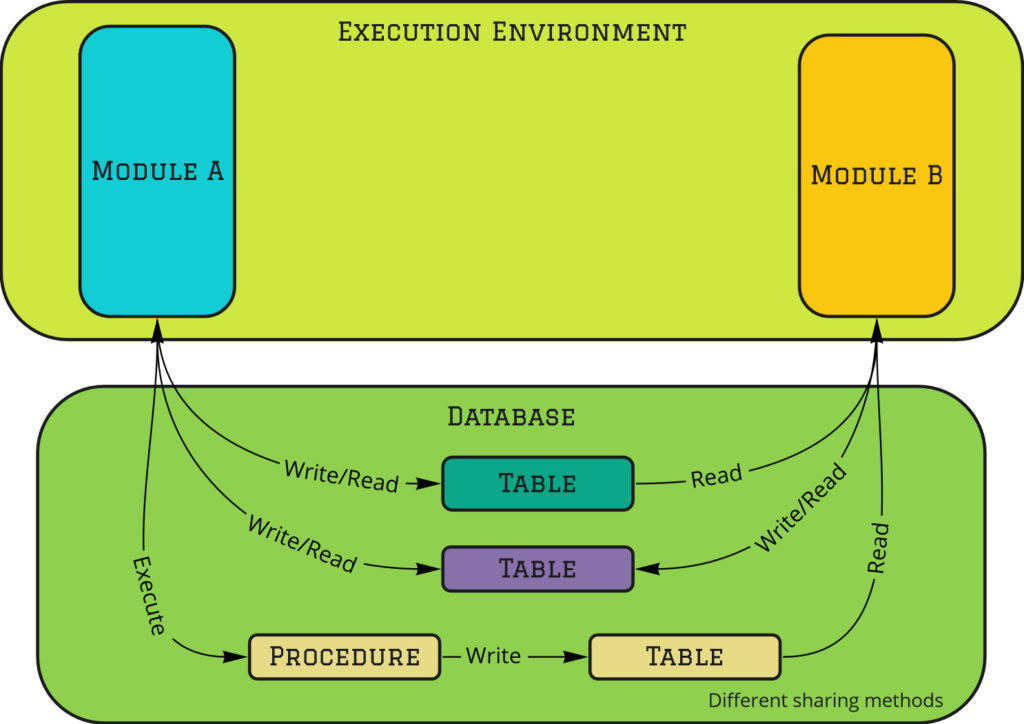 Execution Environment
Module A
Module B
Database
Write/Read
Table
Read
Write/Read
Table
Write/Read
Execute
Procedure
Write
Table
Read
Different sharing methods